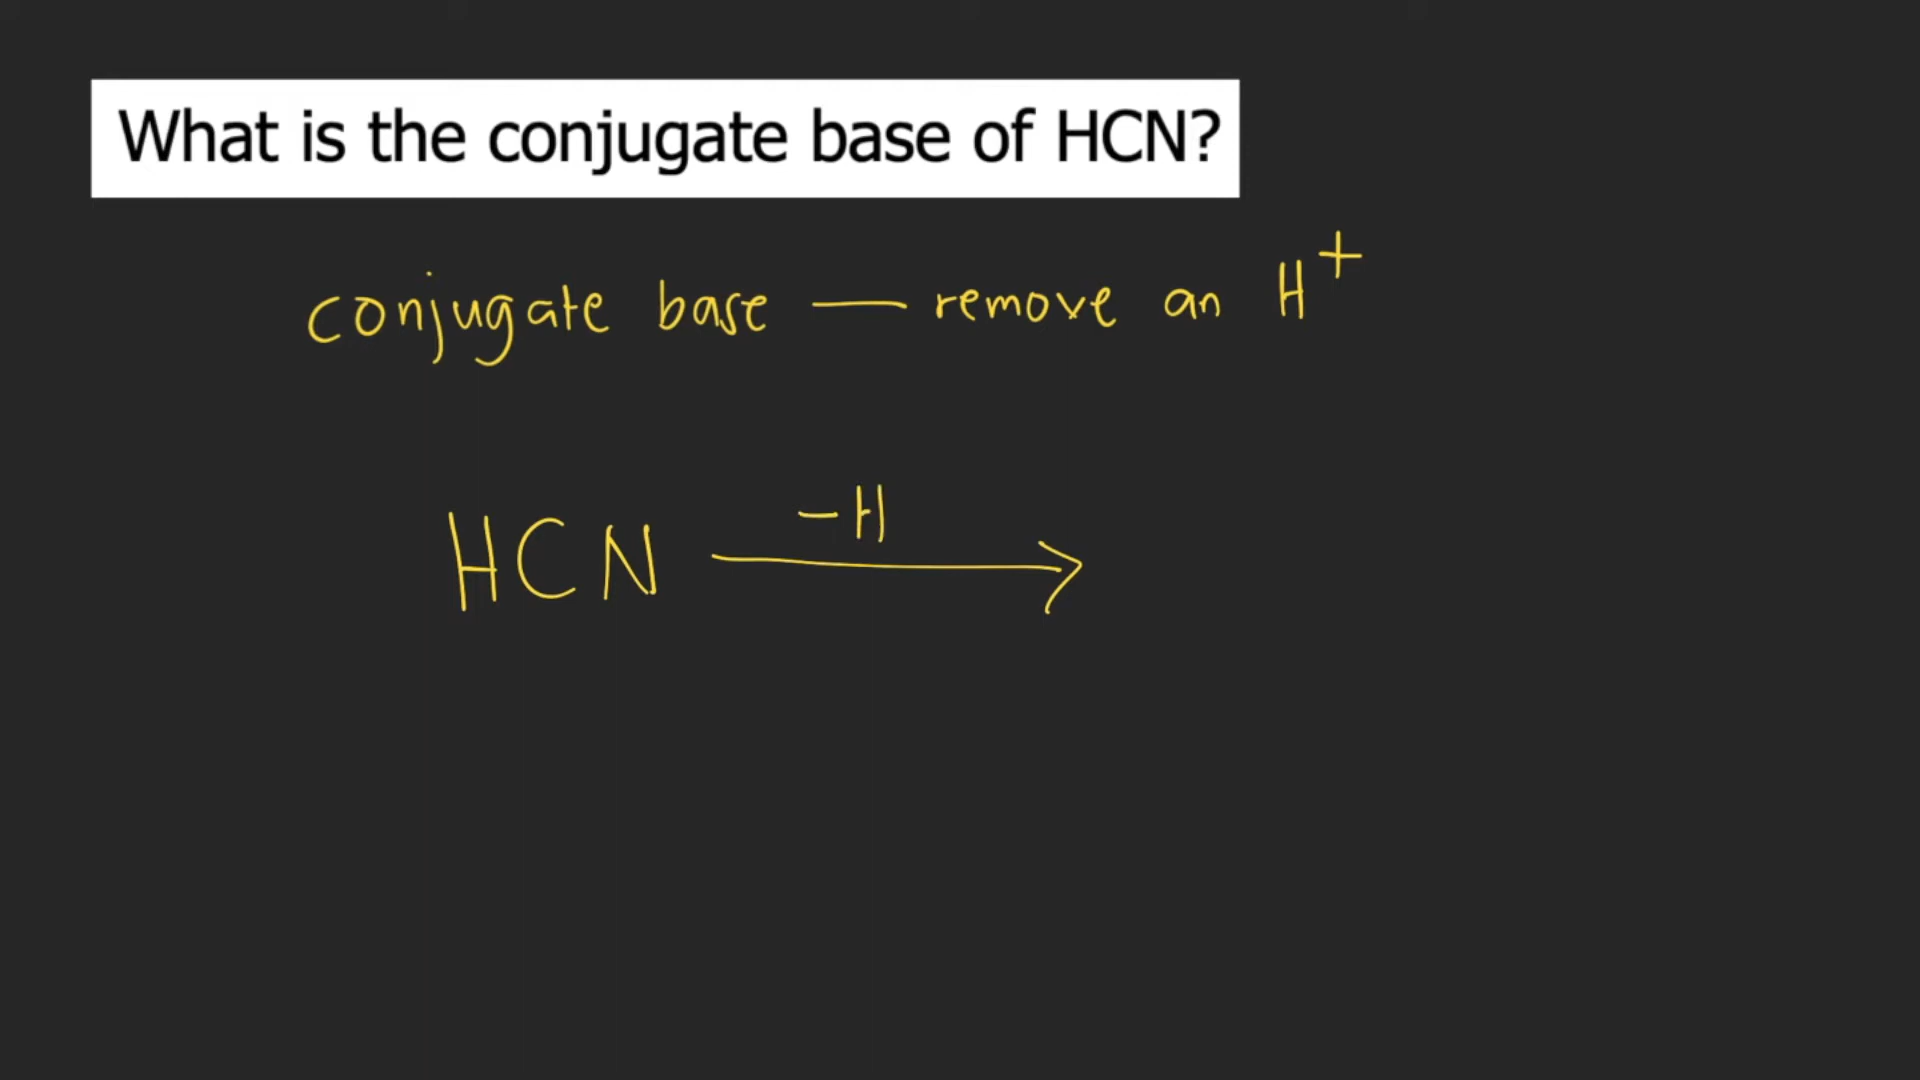 What is the conjugate base of HCN?
conjugate base — remove an H⁺
-H
HCN